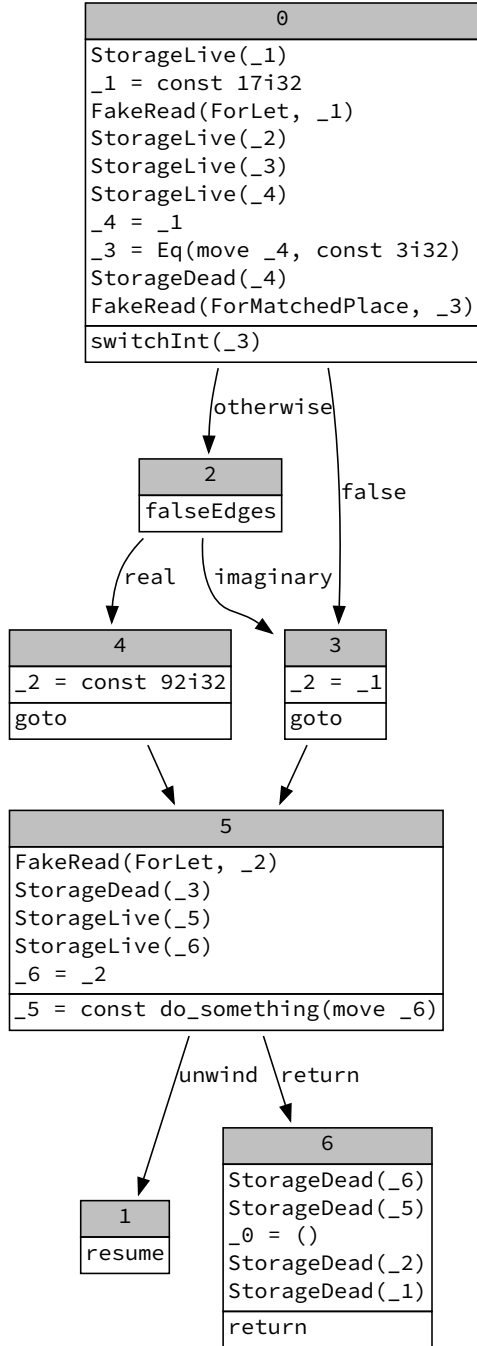 0
StorageLive(_1)
_1 = const 17i32
FakeRead(ForLet, _1)
StorageLive(_2)
StorageLive(_3)
StorageLive(_4)
_4 = _1
_3 = Eq(move _4, const 3i32)
StorageDead(_4)
FakeRead(ForMatchedPlace, _3)
switchInt(_3)
otherwise
2
falseEdges
false
real
imaginary
4
_2 = const 92i32
goto
3
_2 = _1
goto
5
FakeRead(ForLet, _2)
StorageDead(_3)
StorageLive(_5)
StorageLive(_6)
_6 = _2
_5 = const do_something(move _6)
unwind
return
1
resume
6
StorageDead(_6)
StorageDead(_5)
_0 = ()
StorageDead(_2)
StorageDead(_1)
return